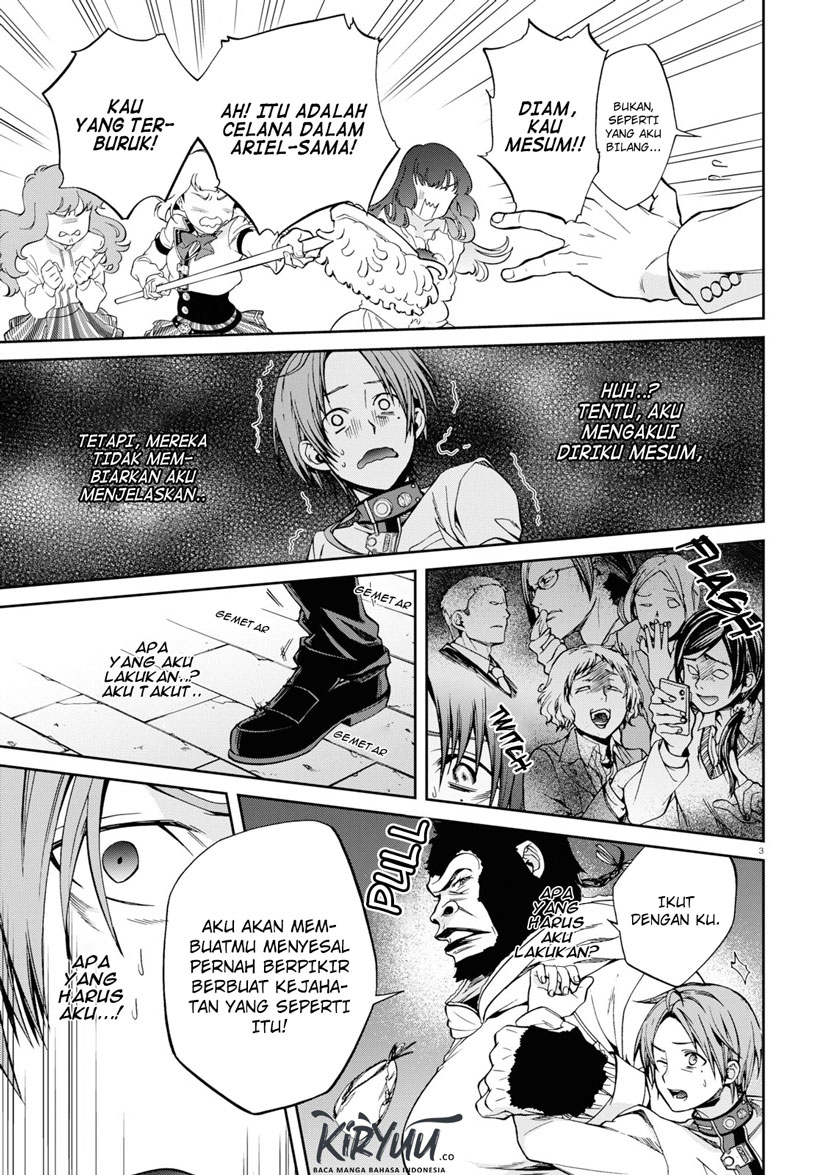 BUKAN,
SEPERTI
YANG AKU
BILANG...
DIAM,
KAU
MESUM!!
AH! ITU ADALAH
CELANA DALAM
ARIEL-SAMA!
KAU
YANG TER-
BURUK!
HUH..?
TENTU, AKU
MENGAKUI
DIRIKU MESUM,
TETAPI, MEREKA
TIDAK MEM-
BIARKAN AKU
MENJELASKAN..
FLASH
TWITCH
GEMETAR
GEMETAR
GEMETAR
APA
YANG AKU
LAKUKAN..?
AKU TAKUT..
3
IKUT
DENGAN KU.
APA
YANG
HARUS
AKU
LAKUKAN?
PULL
AKU AKAN MEM-
BUATMU MENYESAL
PERNAH BERPIKIR
BERBUAT KEJAHA-
TAN YANG SEPERTI
ITU!
APA
YANG
HARUS
AKU...!
KIRYUU.CO
BACA MANGA BAHASA INDONESIA